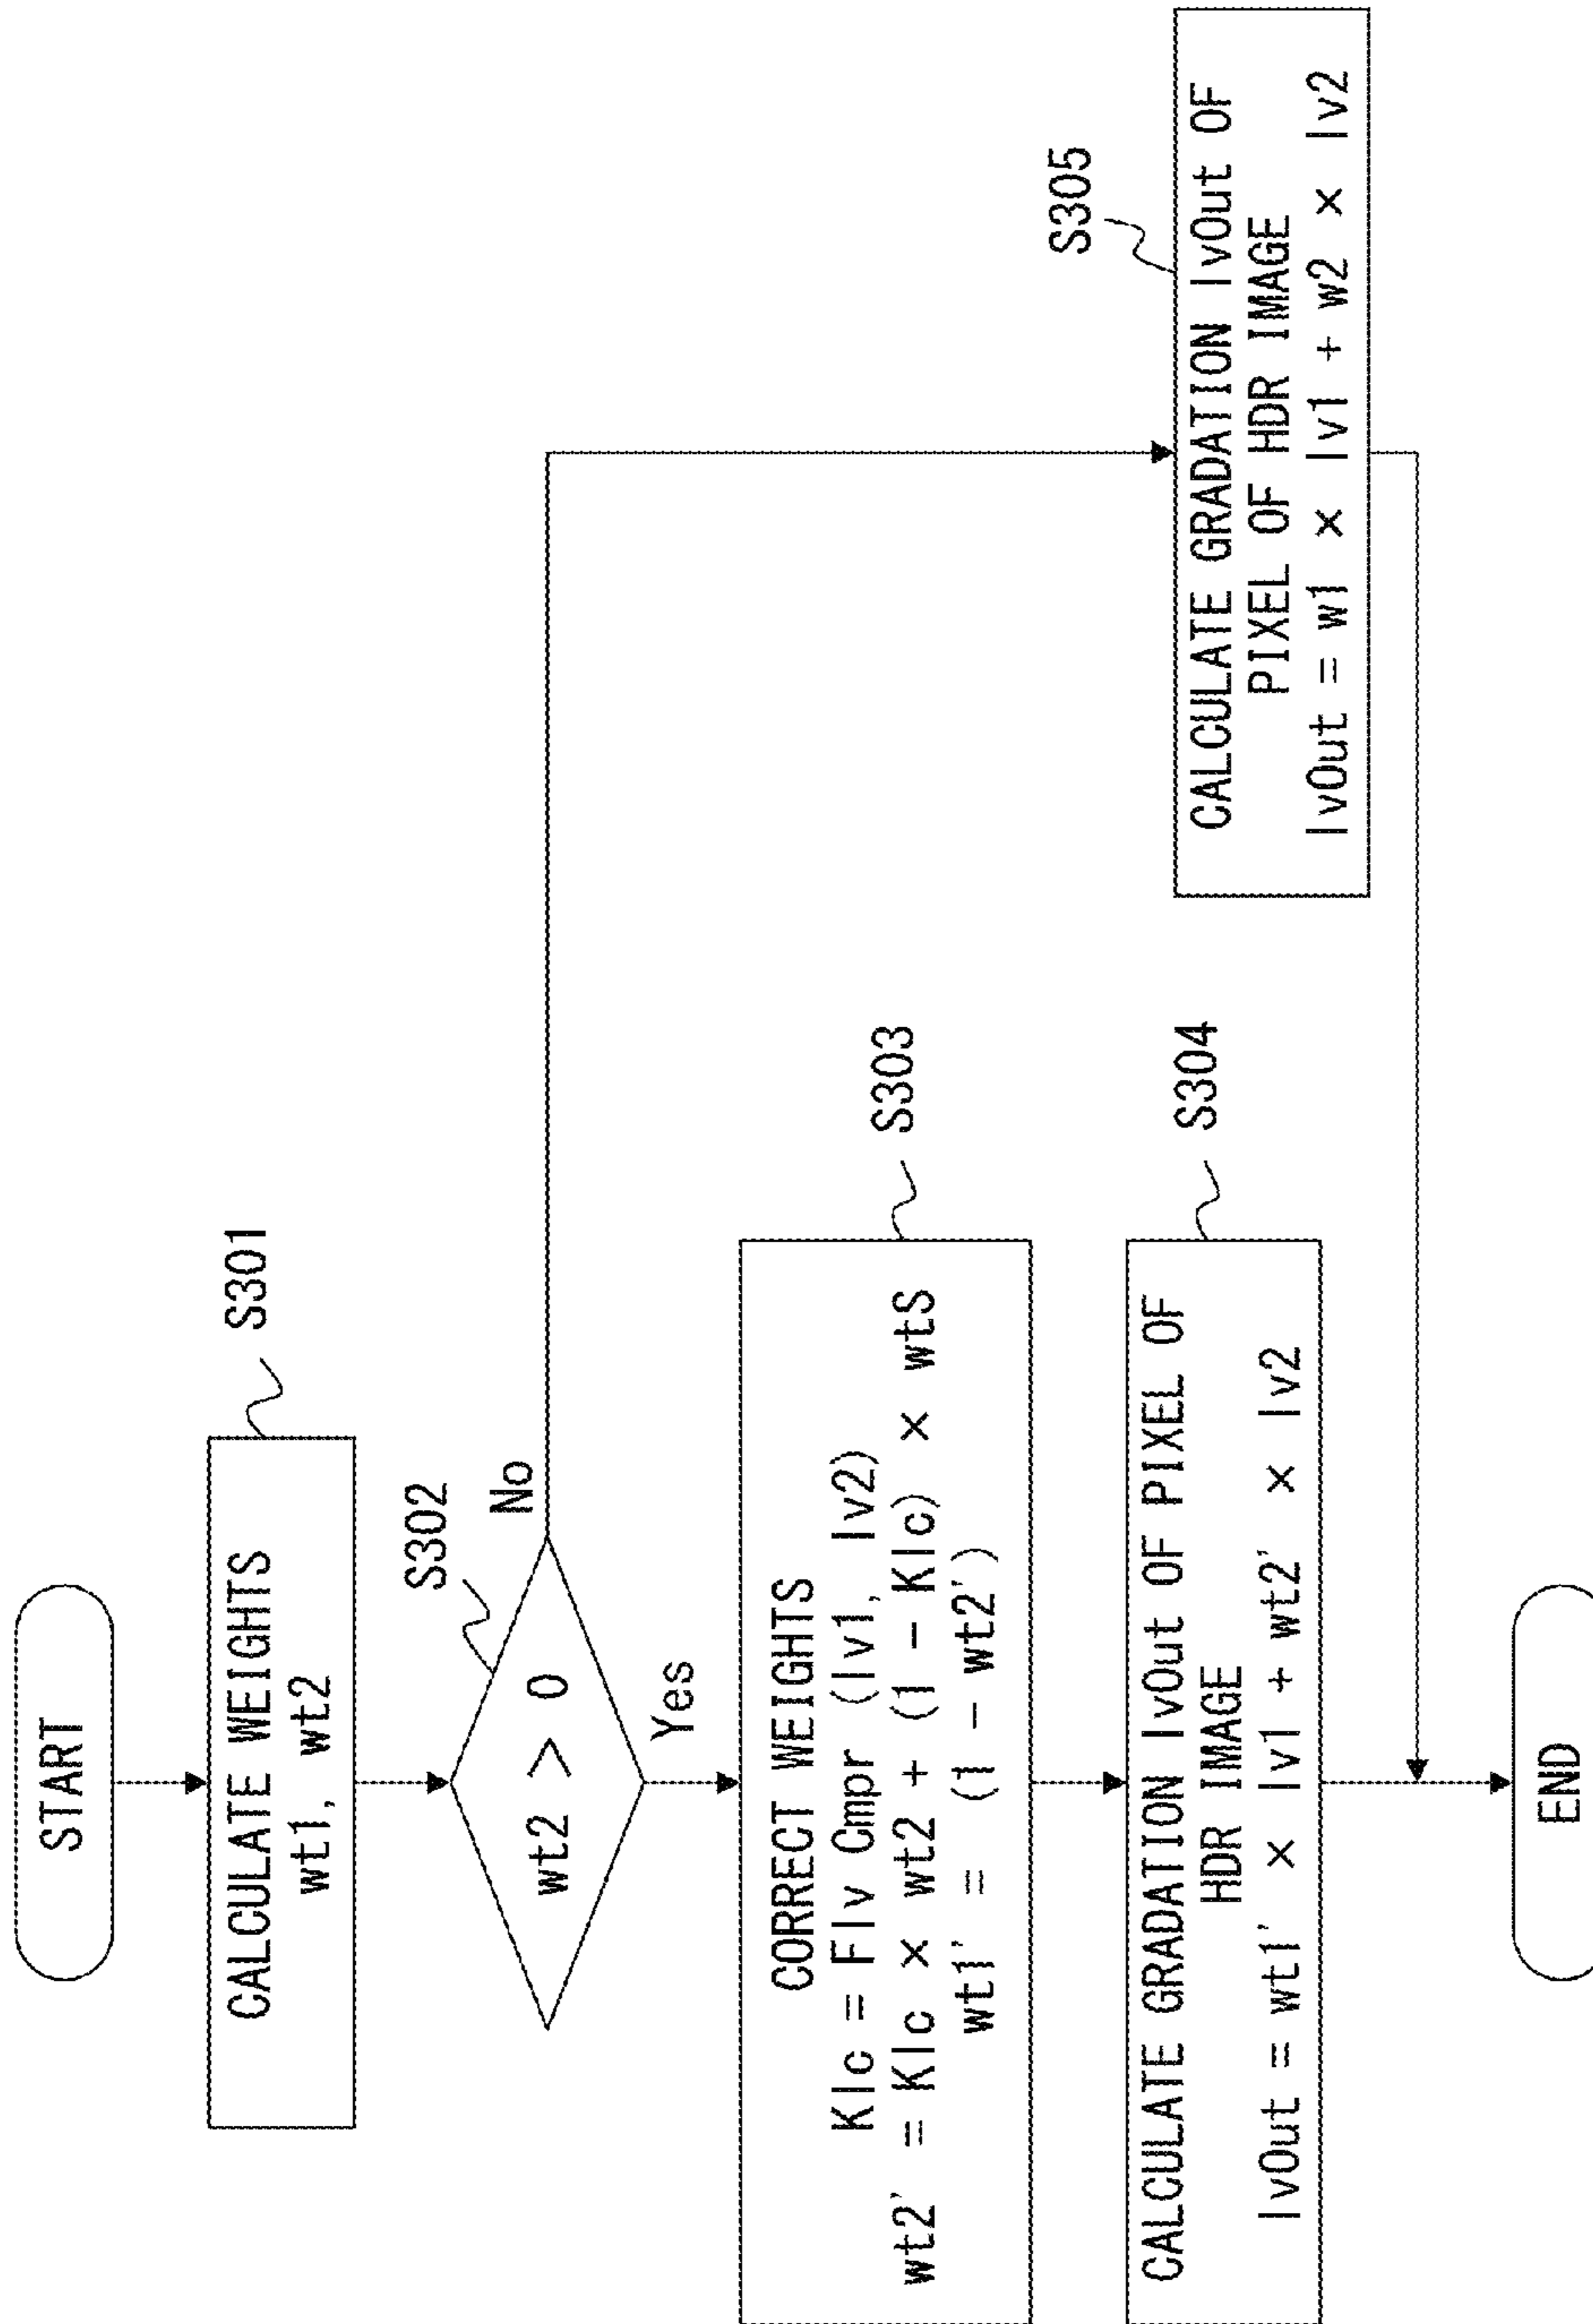 START
CALCULATE WEIGHTS
wt1, wt2
S301
wt2 > 0
S302
No
Yes
CORRECT WEIGHTS
Klc = Flv Cmpr (lv1, lv2)
wt2' = Klc × wt2 + (1 - Klc) × wtS
wt1' = (1 - wt2')
S303
CALCULATE GRADATION lvOut OF PIXEL OF
HDR IMAGE
lvOut = wt1' × lv1 + wt2' × lv2
S304
CALCULATE GRADATION lvOut OF
PIXEL OF HDR IMAGE
lvOut = w1 × lv1 + w2 × lv2
S305
END